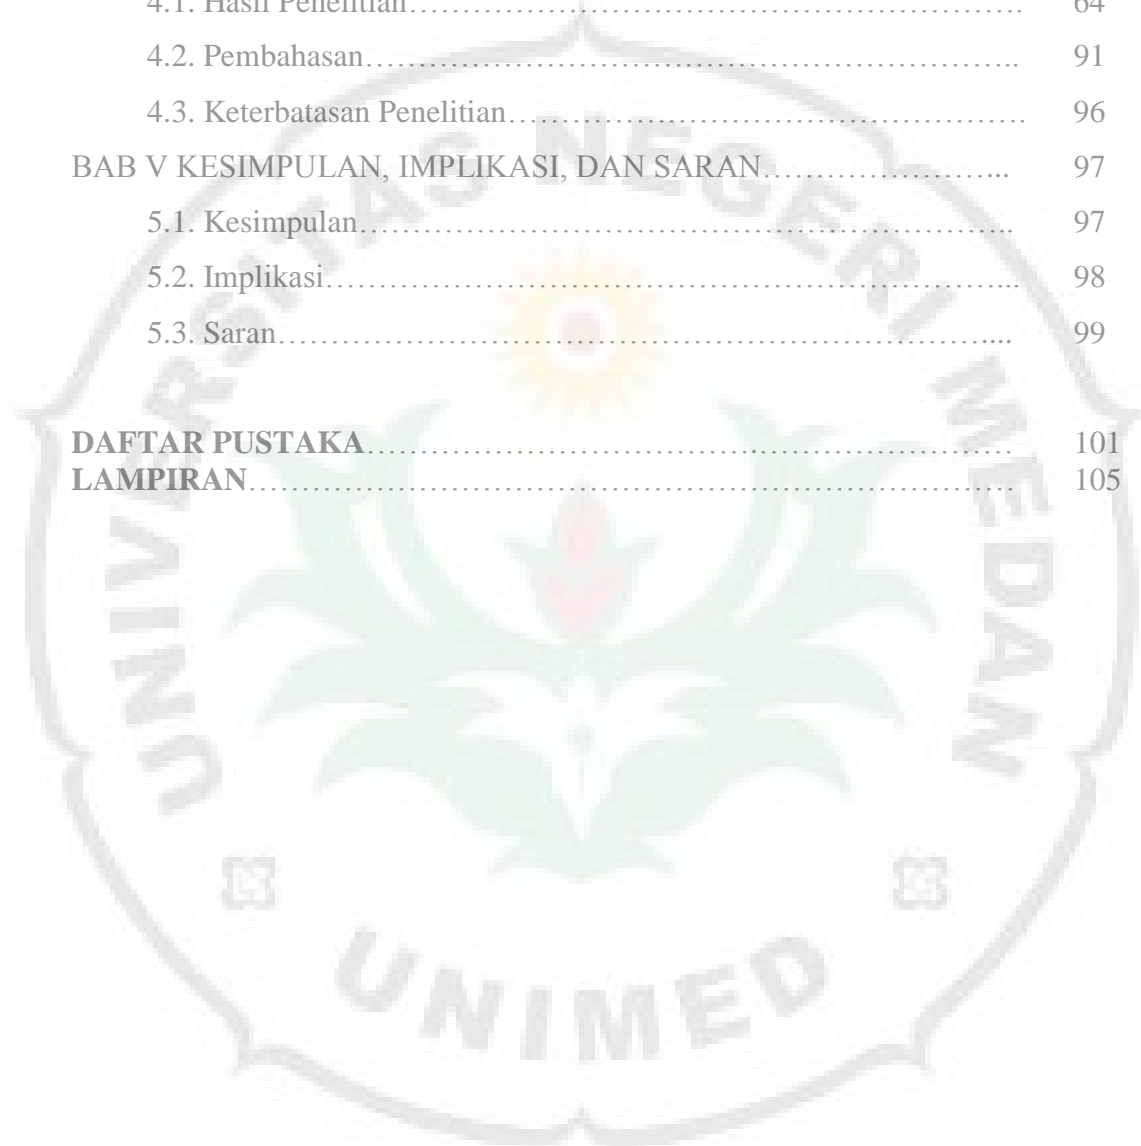 4.1. Hasil Penelitian…………………………………………………… 64
4.2. Pembahasan……………………………………………………….. 91
4.3. Keterbatasan Penelitian……………………………………………. 96
BAB V KESIMPULAN, IMPLIKASI, DAN SARAN…………………... 97
5.1. Kesimpulan……………………………………………………….. 97
5.2. Implikasi…………………………………………………………... 98
5.3. Saran……………………………………………………………….... 99
DAFTAR PUSTAKA………………………………..…………………… 101
LAMPIRAN………………………………………………………………… 105
UNIVERSITAS NEGERI MEDAN
UNIMED